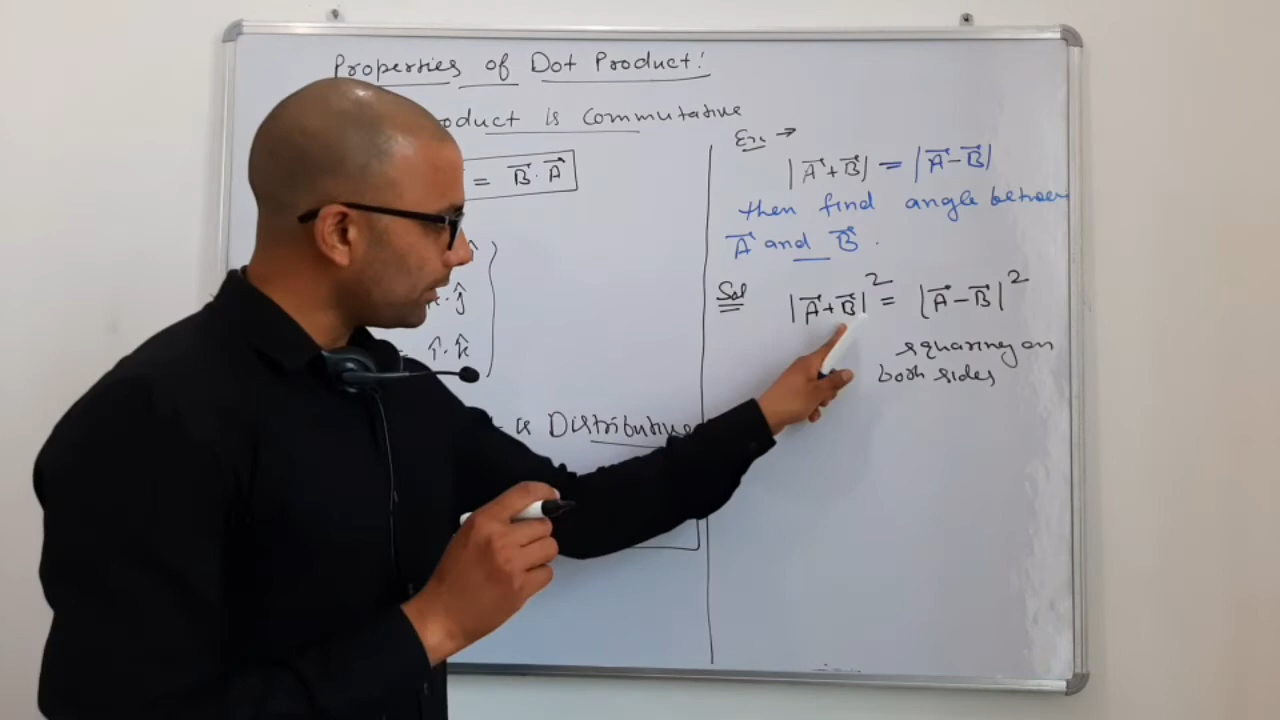 Properties of Dot Product:
oduct is commutative
= B⃗ · A⃗
· ĵ
î · k̂
is Distributive
Ex. →
|A⃗ + B⃗| = |A⃗ − B⃗|
then find angle between
A⃗ and B⃗ .
Sol
|A⃗ + B⃗|² = |A⃗ − B⃗|²
squaring on
both sides